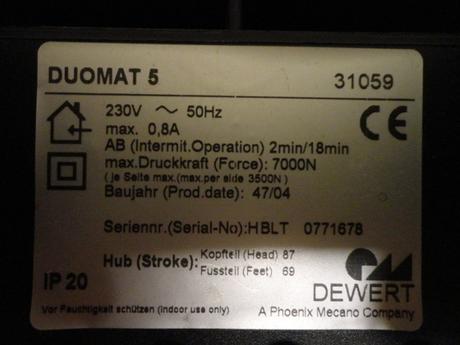 DUOMAT 5 31059
230V ~ 50Hz
max. 0,8A
AB (Intermit.Operation) 2min/18min
max.Druckkraft (Force): 7000N
(je Seite max.(max.per side 3500N)
Baujahr (Prod.date): 47/04
CE
Seriennr.(Serial-No):HBLT 0771678
Hub (Stroke): Kopfteil (Head) 87
Fussteil (Feet) 69
IP 20
DEWERT
Vor Feuchtigkeit schützen (indoor use only)
A Phoenix Mecano Company